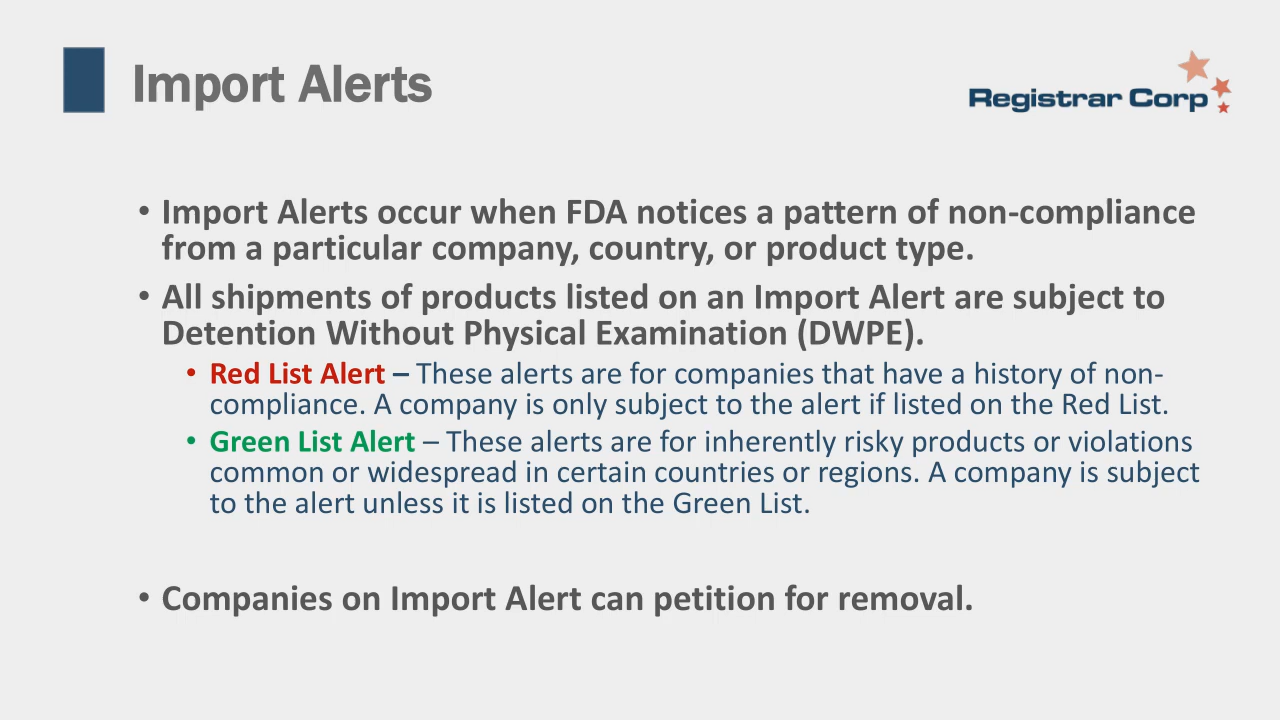 Import Alerts
Registrar Corp
• Import Alerts occur when FDA notices a pattern of non-compliance
from a particular company, country, or product type.
• All shipments of products listed on an Import Alert are subject to
Detention Without Physical Examination (DWPE).
• Red List Alert – These alerts are for companies that have a history of non-
compliance. A company is only subject to the alert if listed on the Red List.
• Green List Alert – These alerts are for inherently risky products or violations
common or widespread in certain countries or regions. A company is subject
to the alert unless it is listed on the Green List.
• Companies on Import Alert can petition for removal.